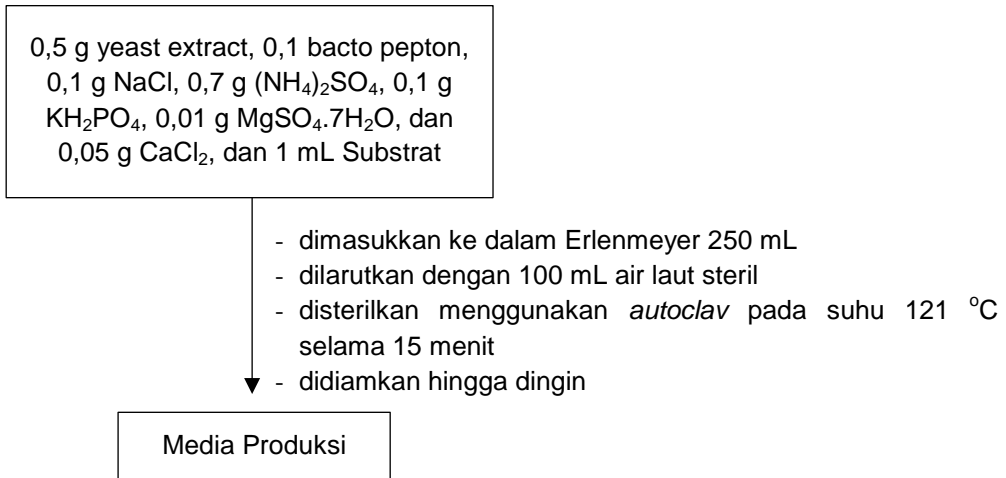 0,5 g yeast extract, 0,1 bacto pepton,
0,1 g NaCl, 0,7 g (NH₄)₂SO₄, 0,1 g
KH₂PO₄, 0,01 g MgSO₄.7H₂O, dan
0,05 g CaCl₂, dan 1 mL Substrat
- dimasukkan ke dalam Erlenmeyer 250 mL
- dilarutkan dengan 100 mL air laut steril
- disterilkan menggunakan autoclav pada suhu 121 °C
selama 15 menit
- didiamkan hingga dingin
Media Produksi